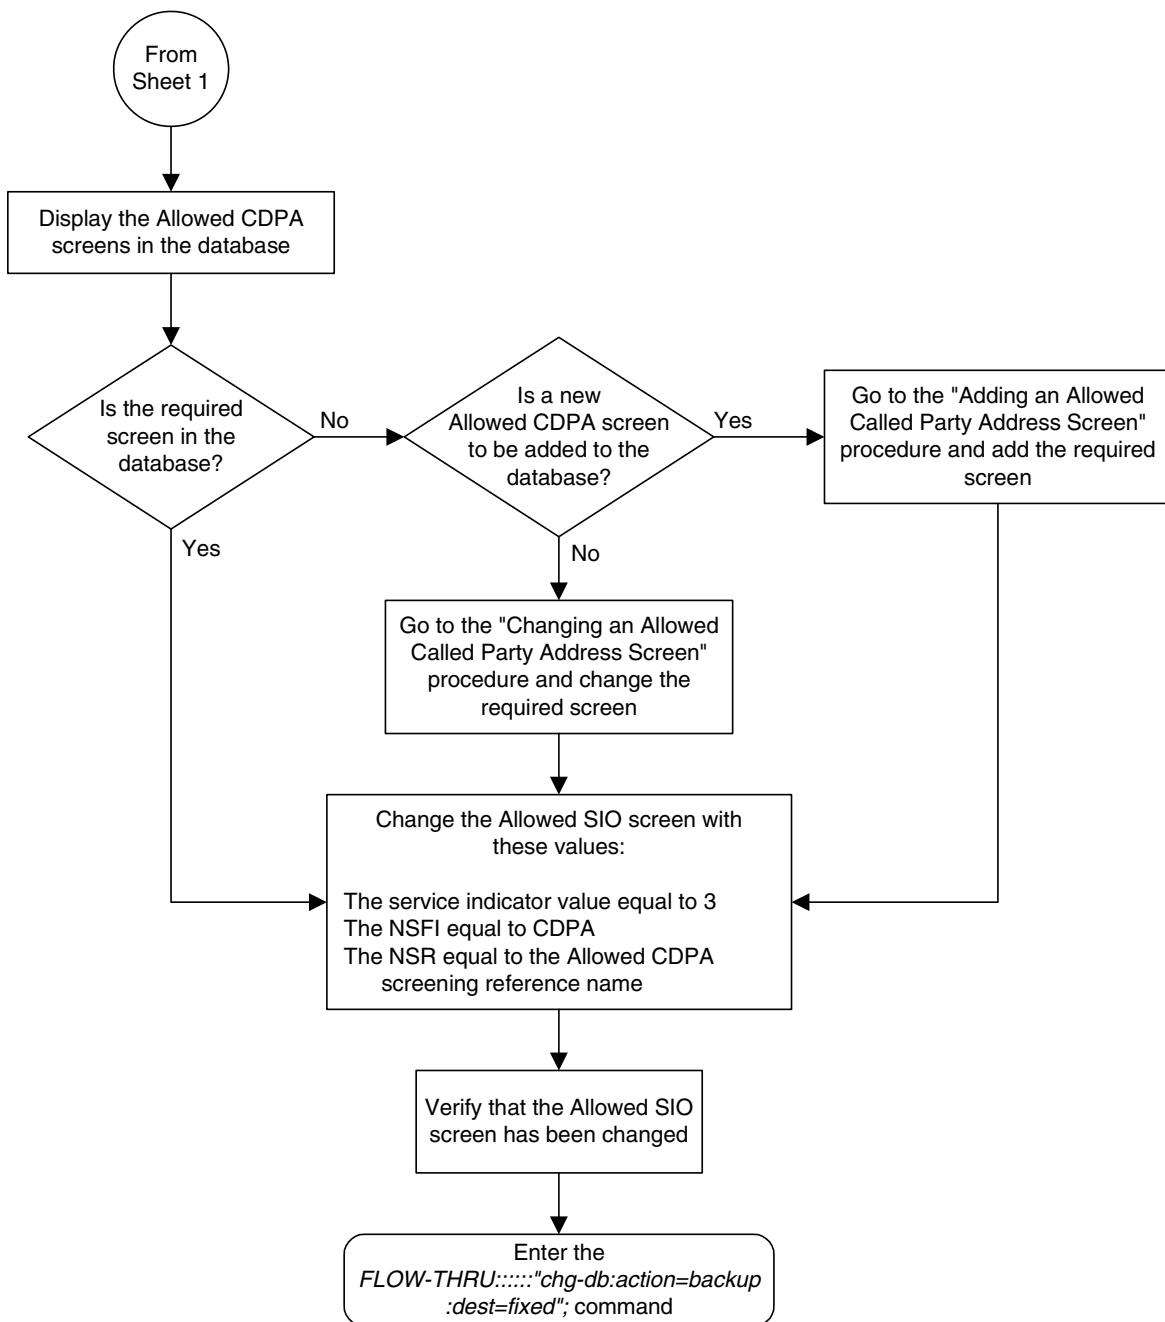 From
Sheet 1
Display the Allowed CDPA
screens in the database
Is the required
screen in the
database?
No
Yes
Is a new
Allowed CDPA screen
to be added to the
database?
Yes
No
Go to the "Adding an Allowed
Called Party Address Screen"
procedure and add the required
screen
Go to the "Changing an Allowed
Called Party Address Screen"
procedure and change the
required screen
Change the Allowed SIO screen with
these values:
The service indicator value equal to 3
The NSFI equal to CDPA
The NSR equal to the Allowed CDPA
screening reference name
Verify that the Allowed SIO
screen has been changed
Enter the
FLOW-THRU::::::"chg-db:action=backup
:dest=fixed"; command